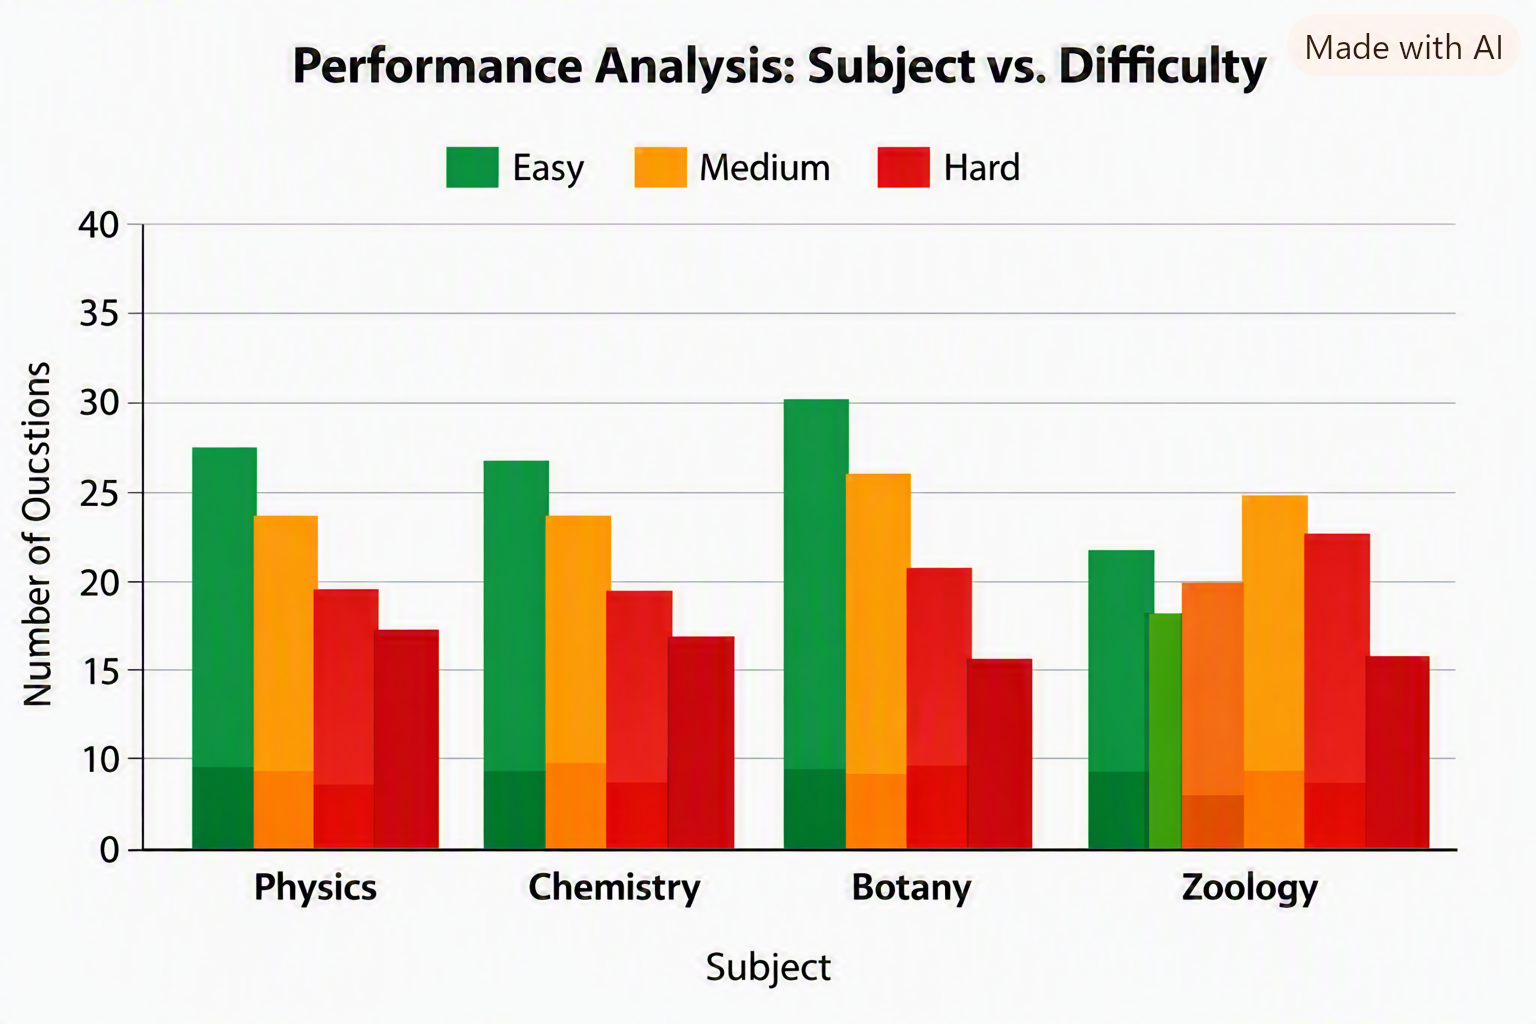 Made with AI
Performance Analysis: Subject vs. Difficulty
Easy Medium Hard
40
35
30
25
20
15
10
0
Number of Oucstions
Physics Chemistry Botany Zoology
Subject